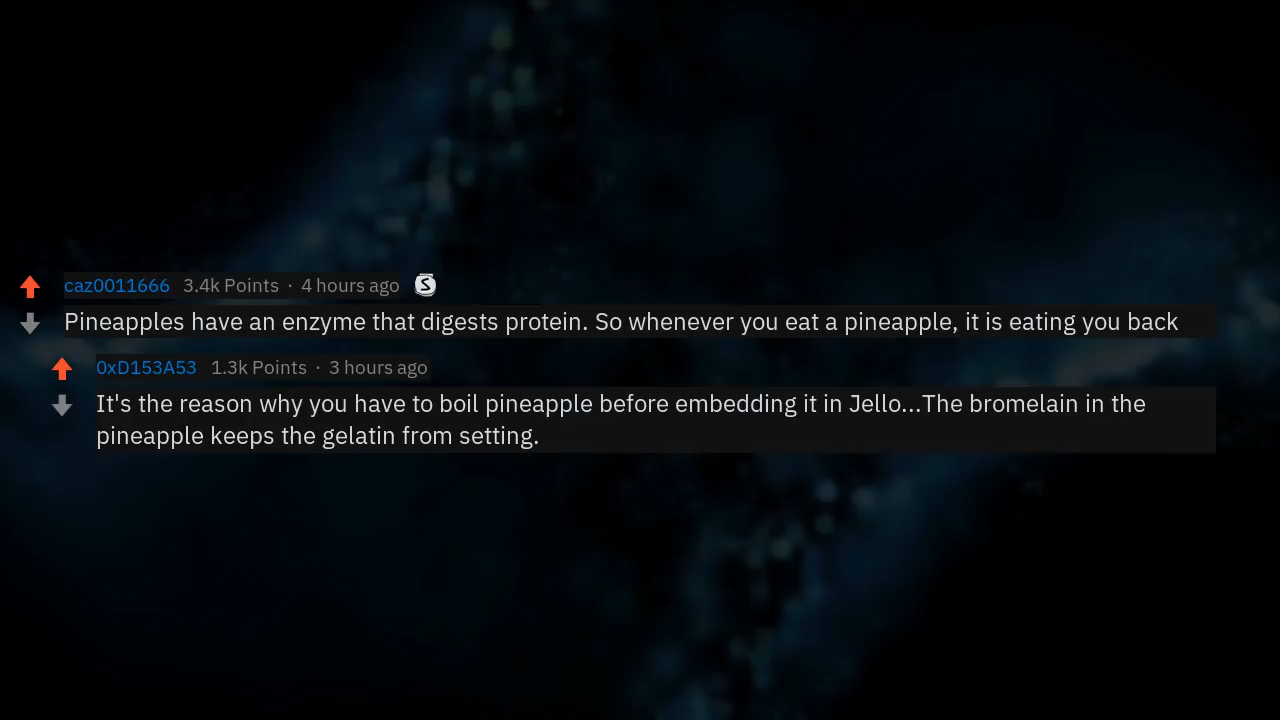 caz0011666 3.4k Points · 4 hours ago S
Pineapples have an enzyme that digests protein. So whenever you eat a pineapple, it is eating you back
0xD153A53 1.3k Points · 3 hours ago
It's the reason why you have to boil pineapple before embedding it in Jello...The bromelain in the
pineapple keeps the gelatin from setting.